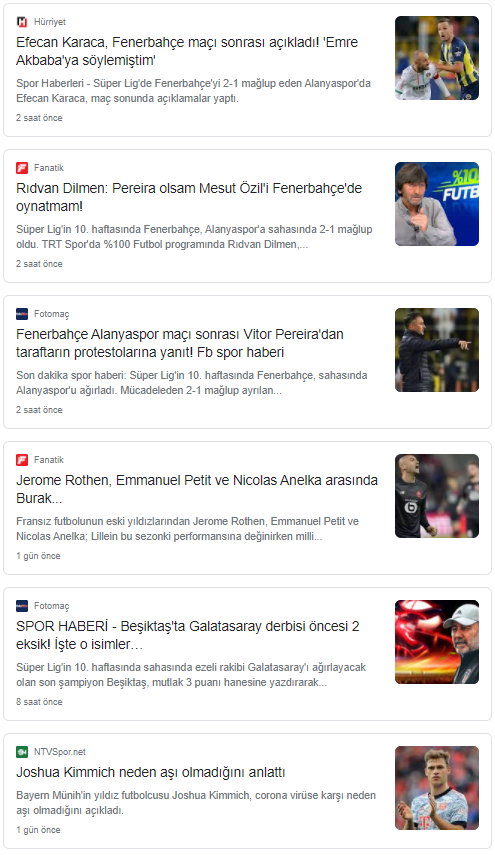 Hürriyet
Efecan Karaca, Fenerbahçe maçı sonrası açıkladı! 'Emre
Akbaba'ya söylemiştim'
Spor Haberleri - Süper Lig'de Fenerbahçe'yi 2-1 mağlup eden Alanyaspor'da
Efecan Karaca, maç sonunda açıklamalar yaptı.
2 saat önce
Fanatik
Rıdvan Dilmen: Pereira olsam Mesut Özil'i Fenerbahçe'de
oynatmam!
Süper Lig'in 10. haftasında Fenerbahçe, Alanyaspor'a sahasında 2-1 mağlup
oldu. TRT Spor'da %100 Futbol programında Rıdvan Dilmen,...
2 saat önce
%100
FUTB
Fotomaç
Fenerbahçe Alanyaspor maçı sonrası Vitor Pereira'dan
taraftarın protestolarına yanıt! Fb spor haberi
Son dakika spor haberi: Süper Lig'in 10. haftasında Fenerbahçe, sahasında
Alanyaspor'u ağırladı. Mücadeleden 2-1 mağlup ayrılan...
2 saat önce
Fanatik
Jerome Rothen, Emmanuel Petit ve Nicolas Anelka arasında
Burak...
Fransız futbolunun eski yıldızlarından Jerome Rothen, Emmanuel Petit ve
Nicolas Anelka; Lillein bu sezonki performansına değinirken milli...
1 gün önce
Fotomaç
SPOR HABERİ - Beşiktaş'ta Galatasaray derbisi öncesi 2
eksik! İşte o isimler…
Süper Lig'in 10. haftasında sahasında ezeli rakibi Galatasaray'ı ağırlayacak
olan son şampiyon Beşiktaş, mutlak 3 puanı hanesine yazdırarak...
8 saat önce
NTVSpor.net
Joshua Kimmich neden aşı olmadığını anlattı
Bayern Münih'in yıldız futbolcusu Joshua Kimmich, corona virüse karşı neden
aşı olmadığını açıkladı.
1 gün önce